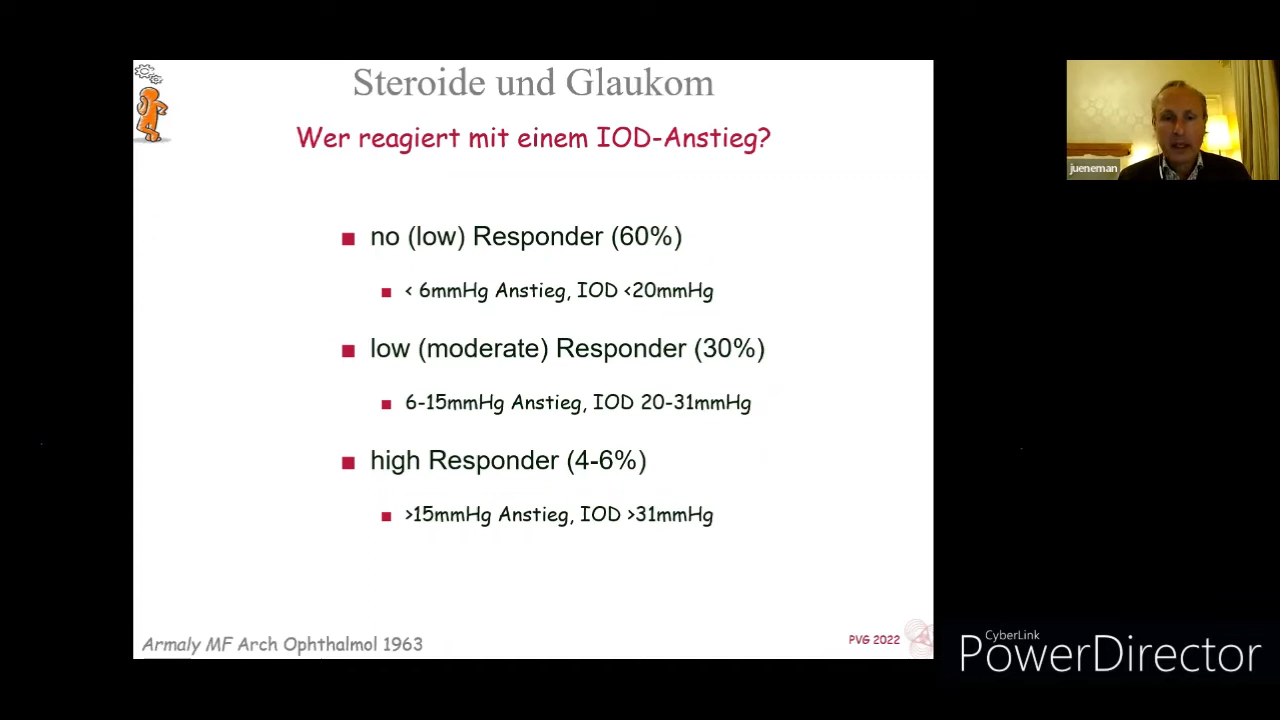 Steroide und Glaukom
Wer reagiert mit einem IOD-Anstieg?
no (low) Responder (60%)
< 6mmHg Anstieg, IOD <20mmHg
low (moderate) Responder (30%)
6-15mmHg Anstieg, IOD 20-31mmHg
high Responder (4-6%)
>15mmHg Anstieg, IOD >31mmHg
Armaly MF Arch Ophthalmol 1963
PVG 2022
jueneman
CyberLink
PowerDirector